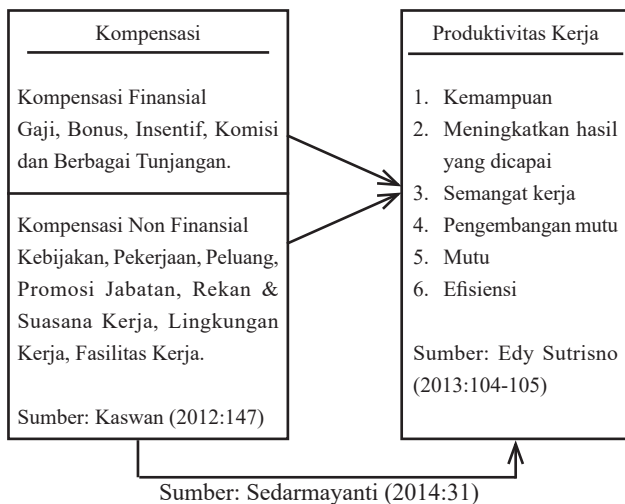 Kompensasi
Kompensasi Finansial
Gaji, Bonus, Insentif, Komisi
dan Berbagai Tunjangan.
Kompensasi Non Finansial
Kebijakan, Pekerjaan, Peluang,
Promosi Jabatan, Rekan &
Suasana Kerja, Lingkungan
Kerja, Fasilitas Kerja.
Sumber: Kaswan (2012:147)
Produktivitas Kerja
1. Kemampuan
2. Meningkatkan hasil
yang dicapai
3. Semangat kerja
4. Pengembangan mutu
5. Mutu
6. Efisiensi
Sumber: Edy Sutrisno
(2013:104-105)
Sumber: Sedarmayanti (2014:31)